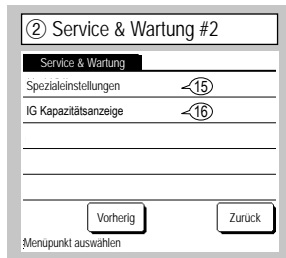 ② Service & Wartung #2
Service & Wartung
Spezialeinstellungen ⑮
IG Kapazitätsanzeige ⑯
Vorherig Zurück
:Menüpunkt auswählen